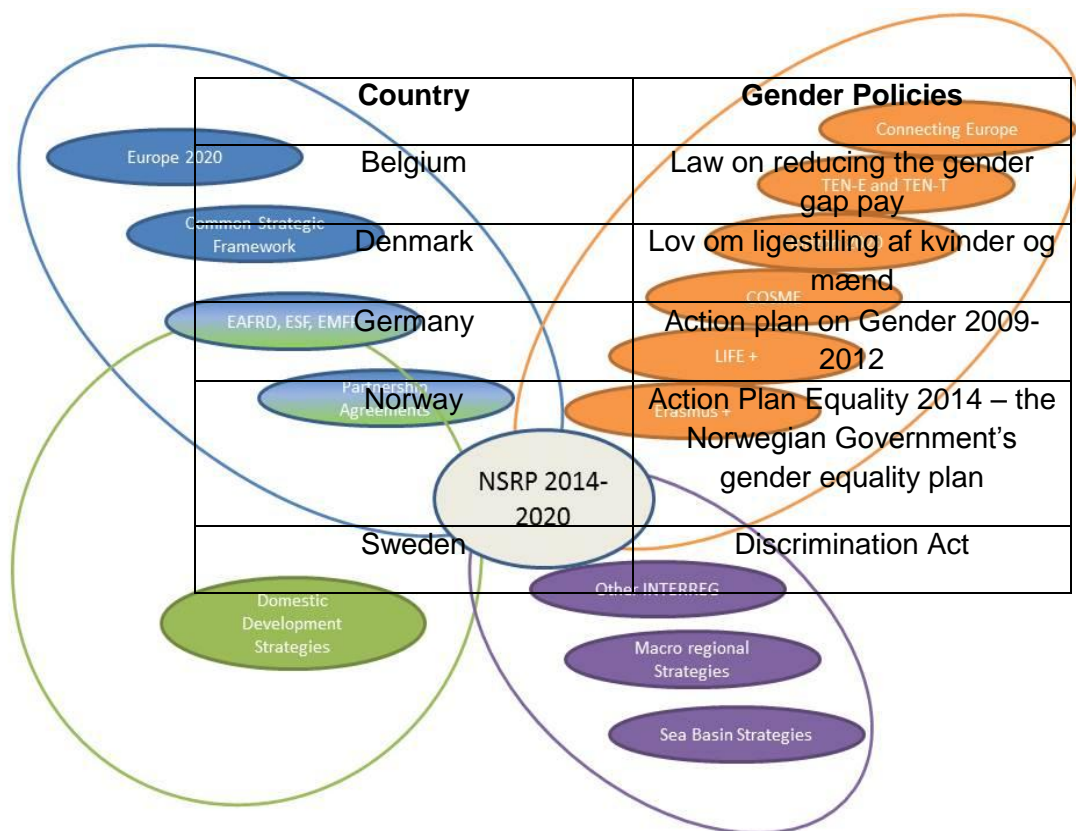 Country
Gender Policies
Belgium
Law on reducing the gender
gap pay
Denmark
Lov om ligestilling af kvinder og
mænd
Germany
Action plan on Gender 2009-
2012
Norway
Action Plan Equality 2014 – the
Norwegian Government's
gender equality plan
Sweden
Discrimination Act
Europe 2020
Common Strategic
Framework
EAFRD, ESF,
Partnership
Agreements
Domestic
Development
Strategies
Connecting Europe
TEN-E and TEN-T
COSME
LIFE +
Erasmus +
NSRP 2014-
2020
Other INTERREG
Macro regional
Strategies
Sea Basin Strategies